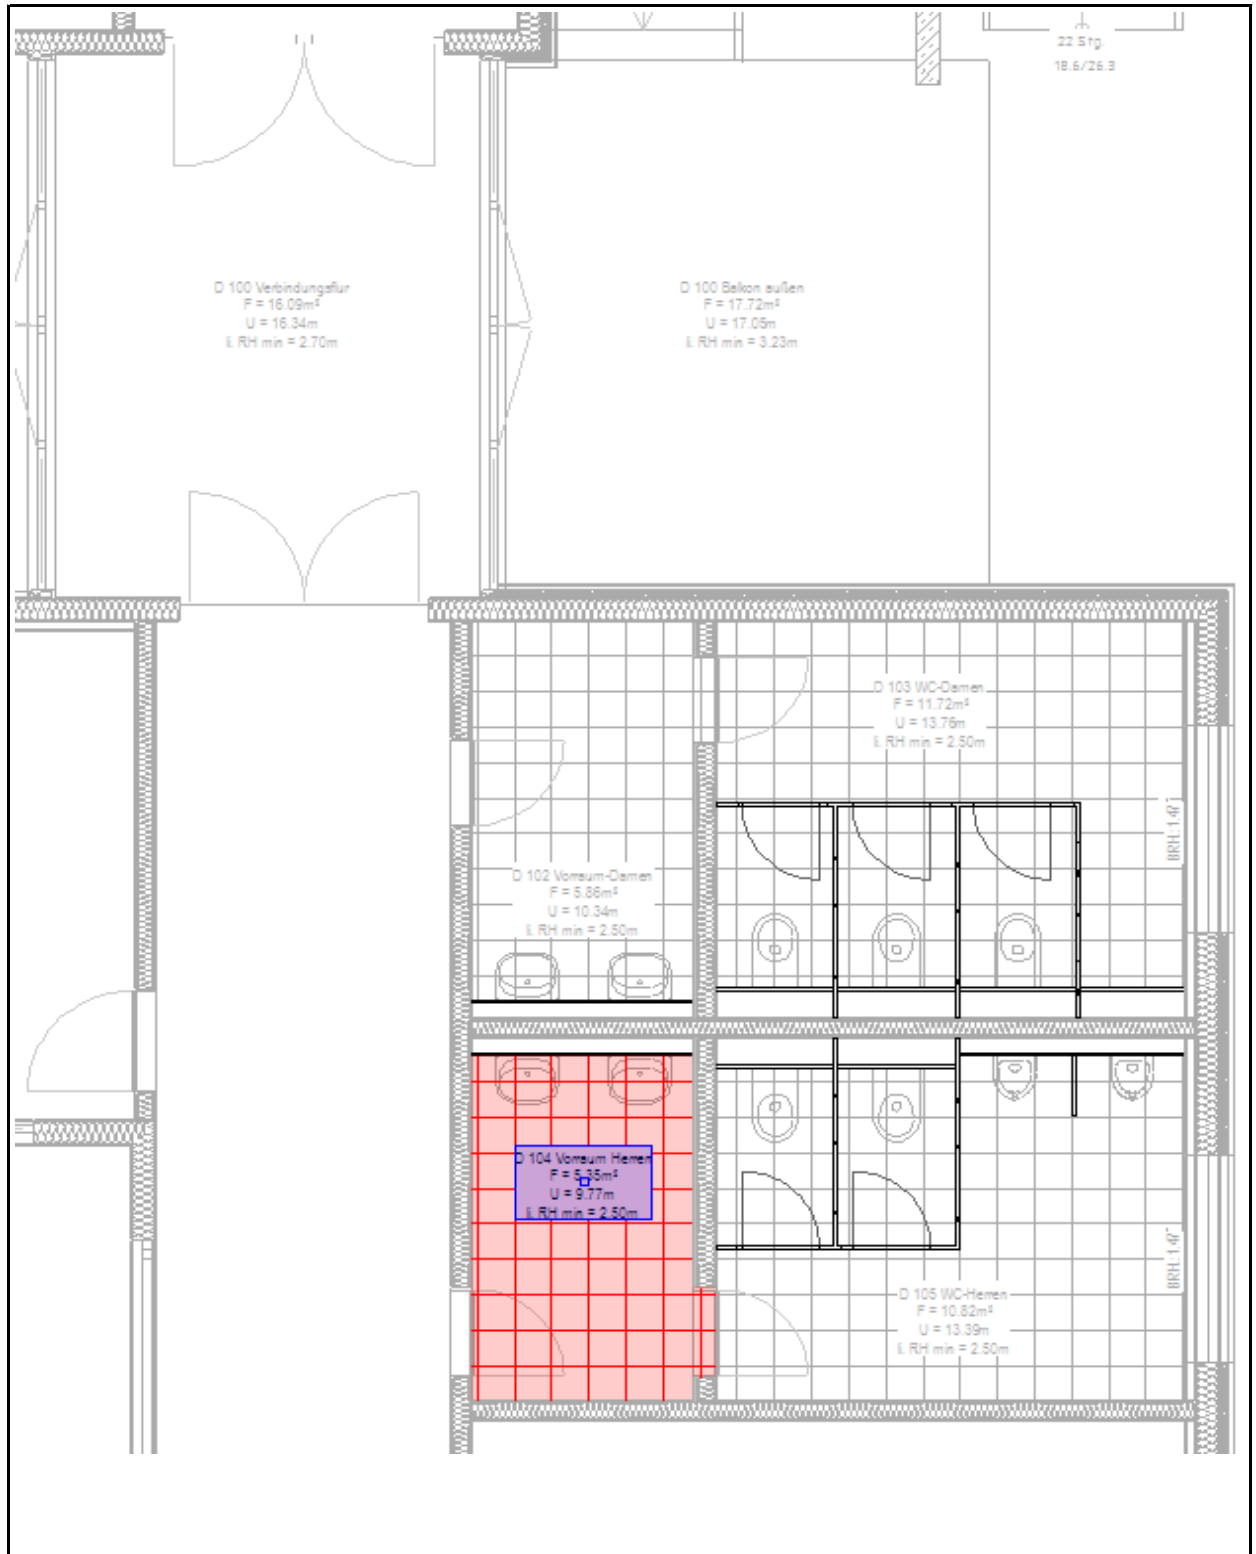 22 Stg.
18.6/26.3
D 100 Verbindungsflur
F = 16.09m²
U = 16.34m
li. RH min = 2.70m
D 100 Balkon außen
F = 17.72m²
U = 17.05m
li. RH min = 3.23m
D 103 WC-Damen
F = 11.72m²
U = 13.76m
li. RH min = 2.50m
BRH.: 1.47
D 102 Vorraum-Damen
F = 5.86m²
U = 10.34m
li. RH min = 2.50m
D 104 Vorraum Herren
F = 5.35m²
U = 9.77m
li. RH min = 2.50m
BRH.: 1.47
D 105 WC-Herren
F = 10.82m²
U = 13.39m
li. RH min = 2.50m